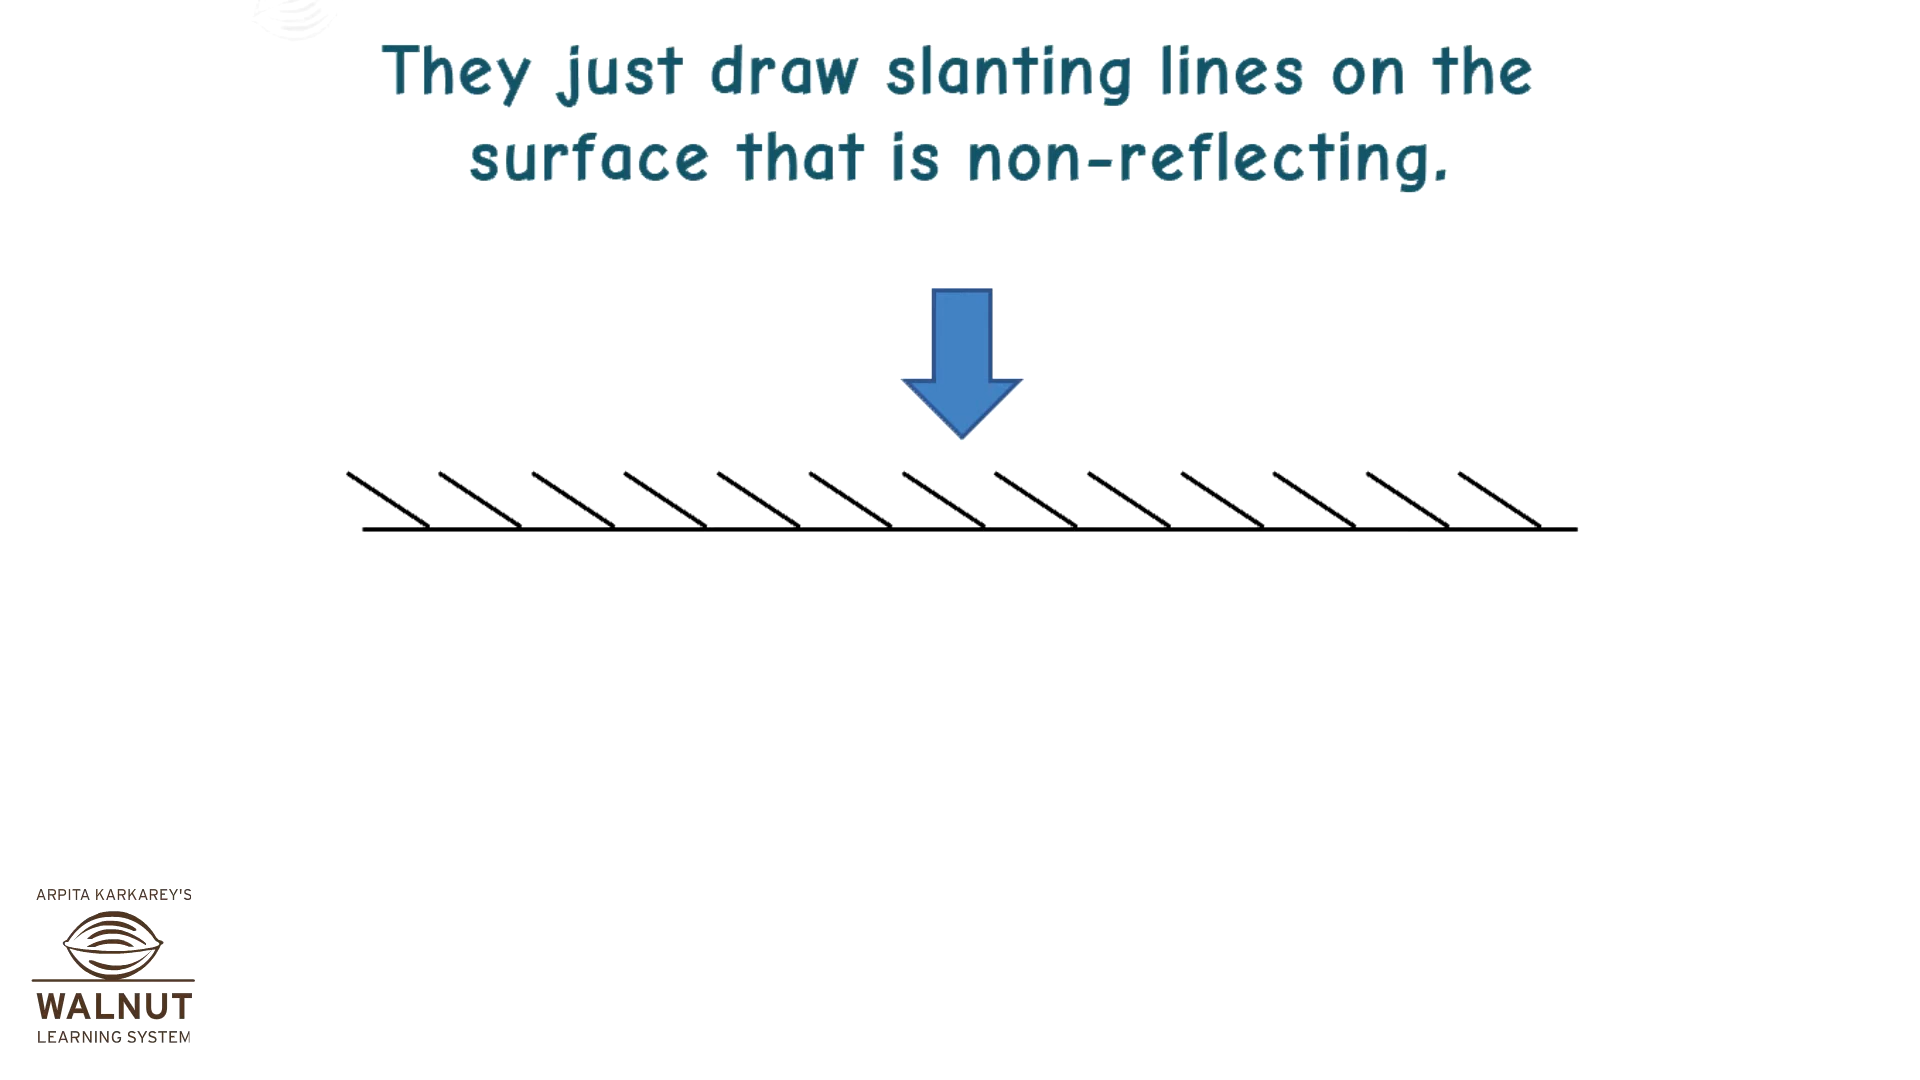 They just draw slanting lines on the
surface that is non-reflecting.
ARPITA KARKAREY'S
WALNUT
LEARNING SYSTEM